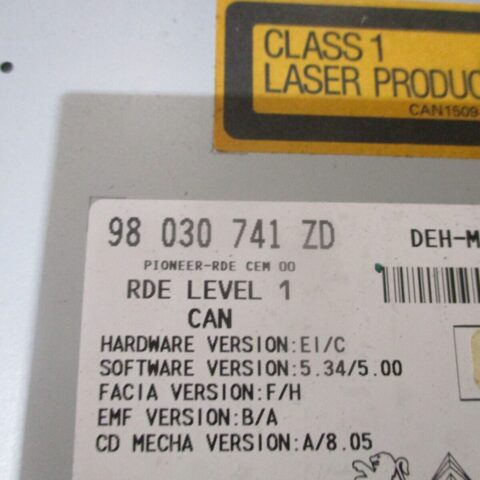 CLASS 1
LASER PRODUC
CAN1509
98 030 741 ZD
DEH-M
PIONEER-RDE CEM 00
RDE LEVEL 1
CAN
HARDWARE VERSION:EI/C
SOFTWARE VERSION:5.34/5.00
FACIA VERSION:F/H
EMF VERSION:B/A
CD MECHA VERSION:A/8.05